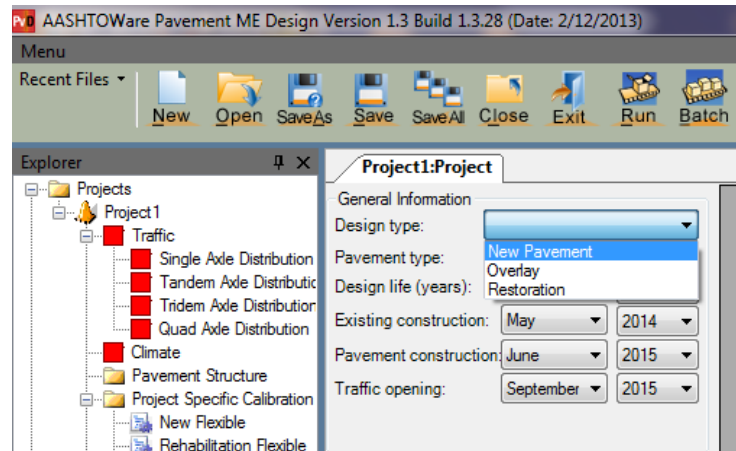 AASHTOWare Pavement ME Design Version 1.3 Build 1.3.28 (Date: 2/12/2013)
Menu
Recent Files
New Open SaveAs Save SaveAll Close Exit Run Batch
Explorer
Projects
Project1
Traffic
Single Axle Distribution
Tandem Axle Distributic
Tridem Axle Distribution
Quad Axle Distribution
Climate
Pavement Structure
Project Specific Calibration
New Flexible
Rehabilitation Flexible
Project1:Project
General Information
Design type:
New Pavement
Overlay
Restoration
Pavement type:
Design life (years):
Existing construction: May 2014
Pavement construction: June 2015
Traffic opening: September 2015